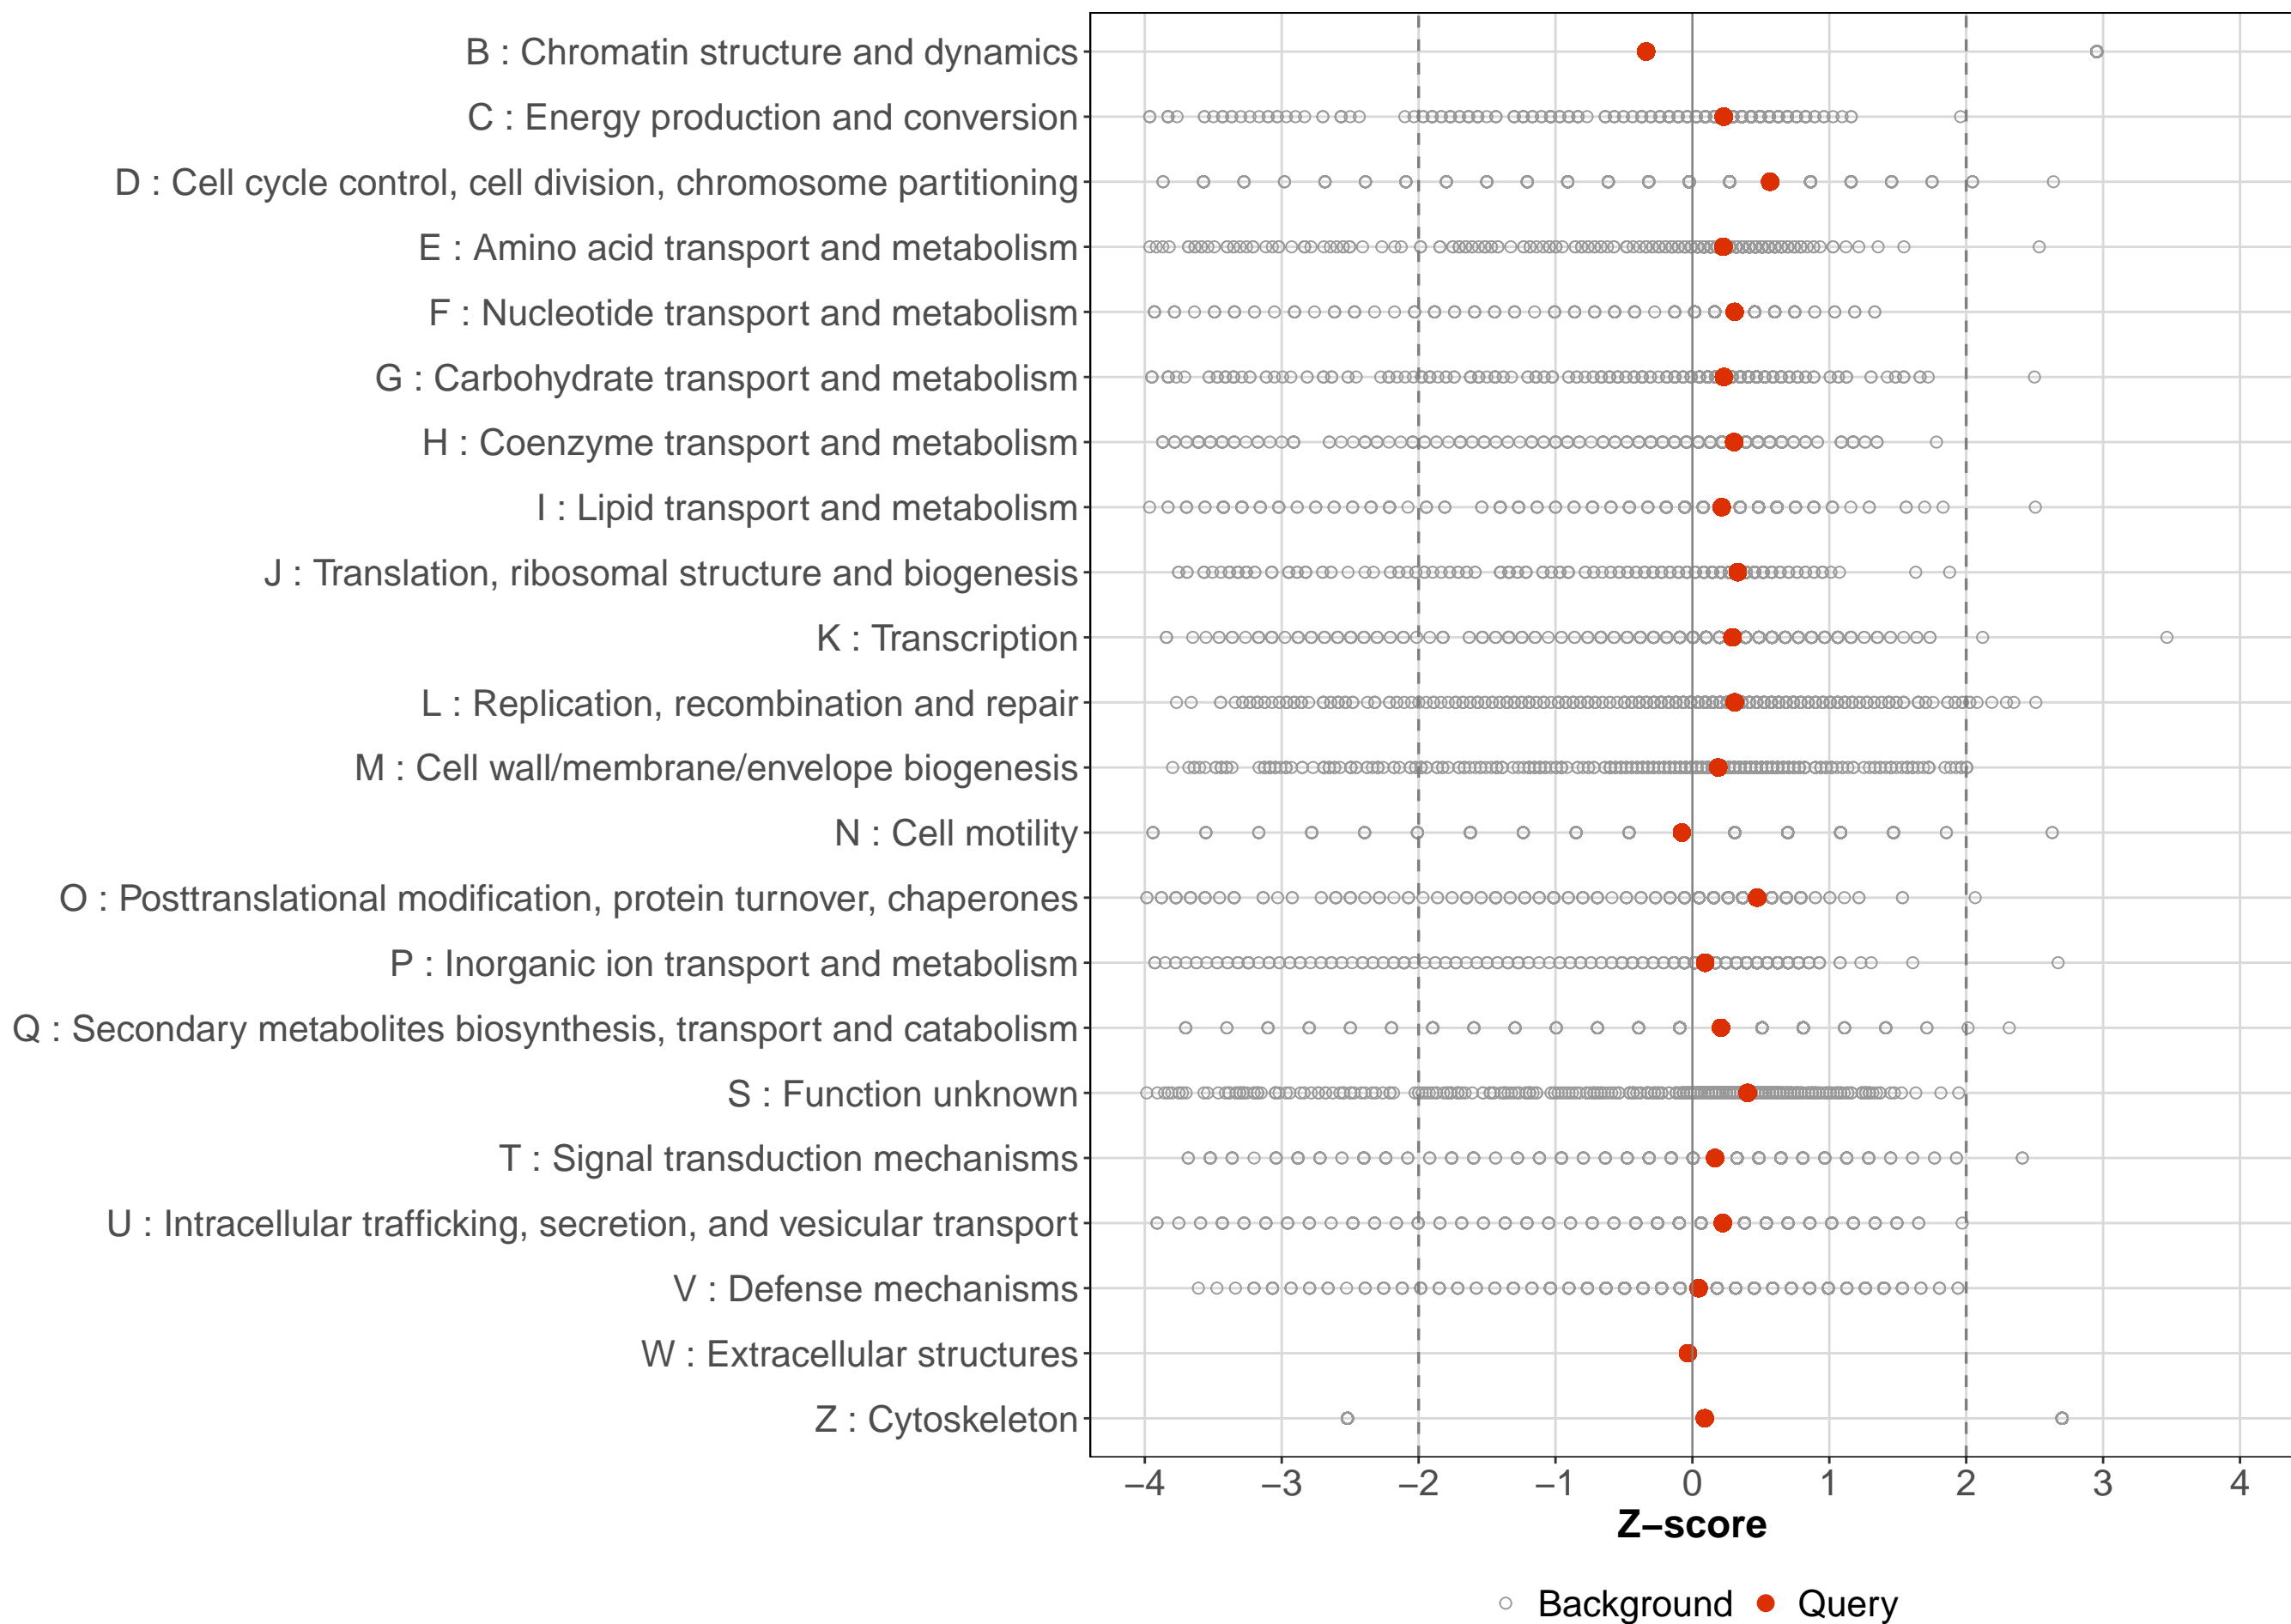 B : Chromatin structure and dynamics
C : Energy production and conversion
D : Cell cycle control, cell division, chromosome partitioning
E : Amino acid transport and metabolism
F : Nucleotide transport and metabolism
G : Carbohydrate transport and metabolism
H : Coenzyme transport and metabolism
I : Lipid transport and metabolism
J : Translation, ribosomal structure and biogenesis
K : Transcription
L : Replication, recombination and repair
M : Cell wall/membrane/envelope biogenesis
N : Cell motility
O : Posttranslational modification, protein turnover, chaperones
P : Inorganic ion transport and metabolism
Q : Secondary metabolites biosynthesis, transport and catabolism
S : Function unknown
T : Signal transduction mechanisms
U : Intracellular trafficking, secretion, and vesicular transport
V : Defense mechanisms
W : Extracellular structures
Z : Cytoskeleton
−4 −3 −2 −1 0 1 2 3 4
Z−score
Background Query